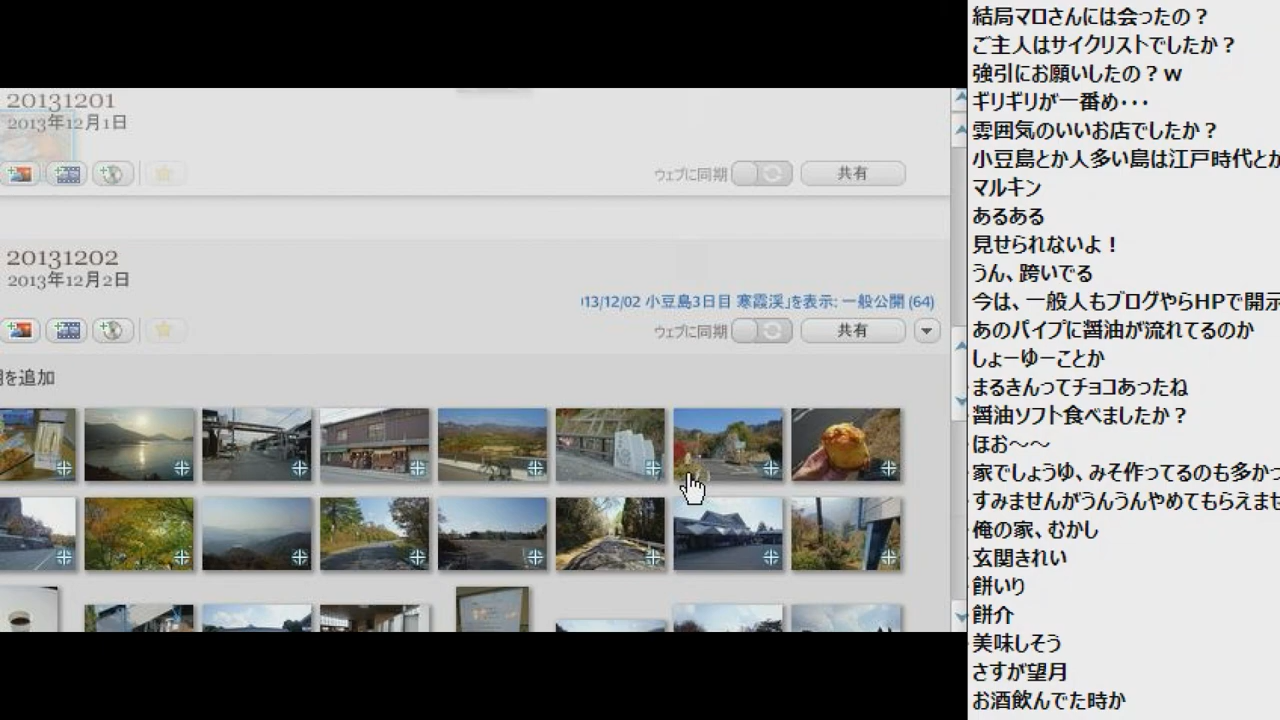 20131201
2013年12月1日
ウェブに同期
共有
20131202
2013年12月2日
13/12/02 小豆島3日目 寒霞渓」を表示: 一般公開 (64)
ウェブに同期
共有
を追加
結局マロさんには会ったの？
ご主人はサイクリストでしたか？
強引にお願いしたの？ｗ
ギリギリが一番め・・・
雰囲気のいいお店でしたか？
小豆島とか人多い島は江戸時代とか
マルキン
あるある
見せられないよ！
うん、跨いでる
今は、一般人もブログやらHPで開示
あのパイプに醤油が流れてるのか
しょーゆーことか
まるきんってチョコあったね
醤油ソフト食べましたか？
ほお～～
家でしょうゆ、みそ作ってるのも多かっ
すみませんがうんうんやめてもらえませ
俺の家、むかし
玄関きれい
餅いり
餅介
美味しそう
さすが望月
お酒飲んでた時か